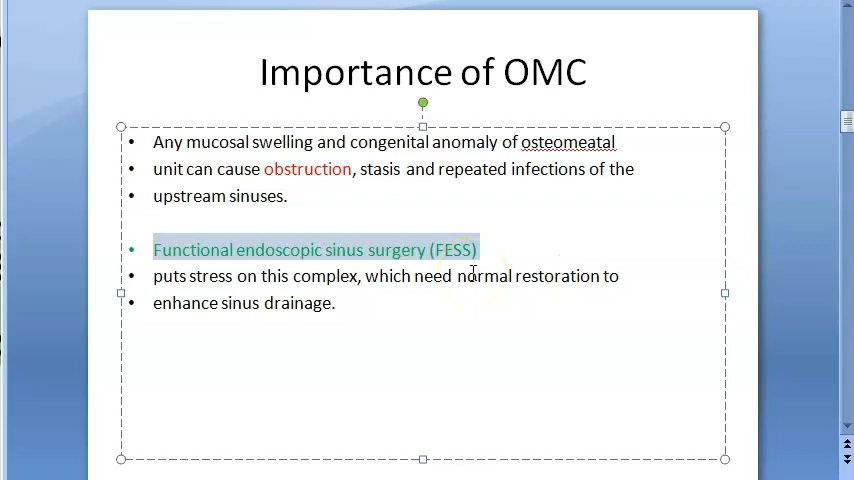 Importance of OMC
• Any mucosal swelling and congenital anomaly of osteomeatal
• unit can cause obstruction, stasis and repeated infections of the
• upstream sinuses.
• Functional endoscopic sinus surgery (FESS)
• puts stress on this complex, which need normal restoration to
• enhance sinus drainage.